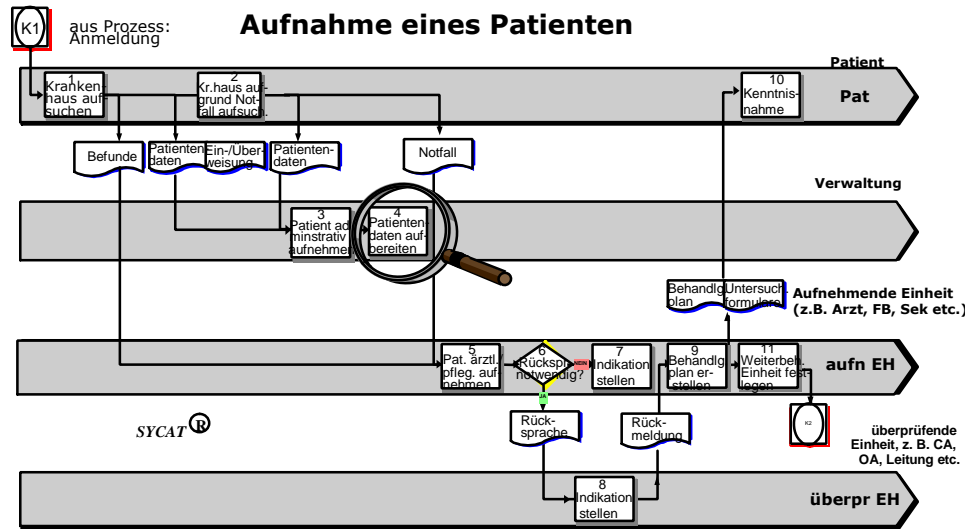 K1
aus Prozess:
Anmeldung
Aufnahme eines Patienten
Patient
Pat
1
Kranken
haus auf-
suchen
2
Kr.haus auf-
grund Not-
fall aufsuch.
10
Kenntnis-
nahme
Befunde
Patienten
daten
Ein-/Über-
weisung
Patienten-
daten
Notfall
Verwaltung
3
Patient ad
minstrativ
aufnehmen
4
Patienten-
daten auf-
bereiten
Behandlg
plan
Untersuch
formulare
Aufnehmende Einheit
(z.B. Arzt, FB, Sek etc.)
5
Pat. ärztl./
pfleg. auf-
nehmen
6
Rückspr.
notwendig?
NEIN
JA
7
Indikation
stellen
9
Behandlg.
plan er-
stellen
11
Weiterbeh.
Einheit fest-
legen
aufn EH
SYCAT ®
Rück-
sprache
Rück-
meldung
K2
überprüfende
Einheit, z. B. CA,
OA, Leitung etc.
8
Indikation
stellen
überpr EH